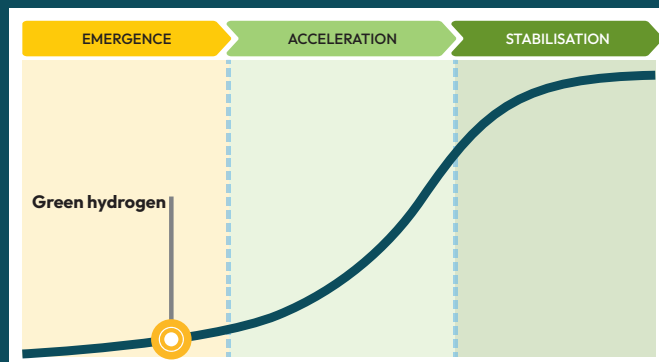 EMERGENCE
ACCELERATION
STABILISATION
Green hydrogen